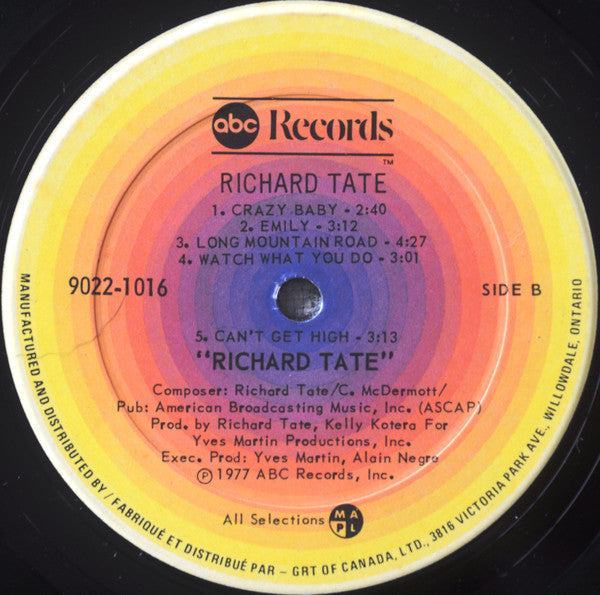 abc Records
TM
RICHARD TATE
1. CRAZY BABY - 2:40
2. EMILY - 3:12
3. LONG MOUNTAIN ROAD - 4:27
4. WATCH WHAT YOU DO - 3:01
9022-1016
SIDE B
5. CAN'T GET HIGH - 3:13
"RICHARD TATE"
Composer: Richard Tate/C. McDermott/
Pub: American Broadcasting Music, Inc. (ASCAP)
Prod. by Richard Tate, Kelly Kotera For
Yves Martin Productions, Inc.
Exec. Prod: Yves Martin, Alain Negro
℗ 1977 ABC Records, Inc.
All Selections MAPL
MANUFACTURED AND DISTRIBUTED BY / FABRIQUÉ ET DISTRIBUÉ PAR - GRT OF CANADA, LTD., 3816 VICTORIA PARK AVE., WILLOWDALE, ONTARIO